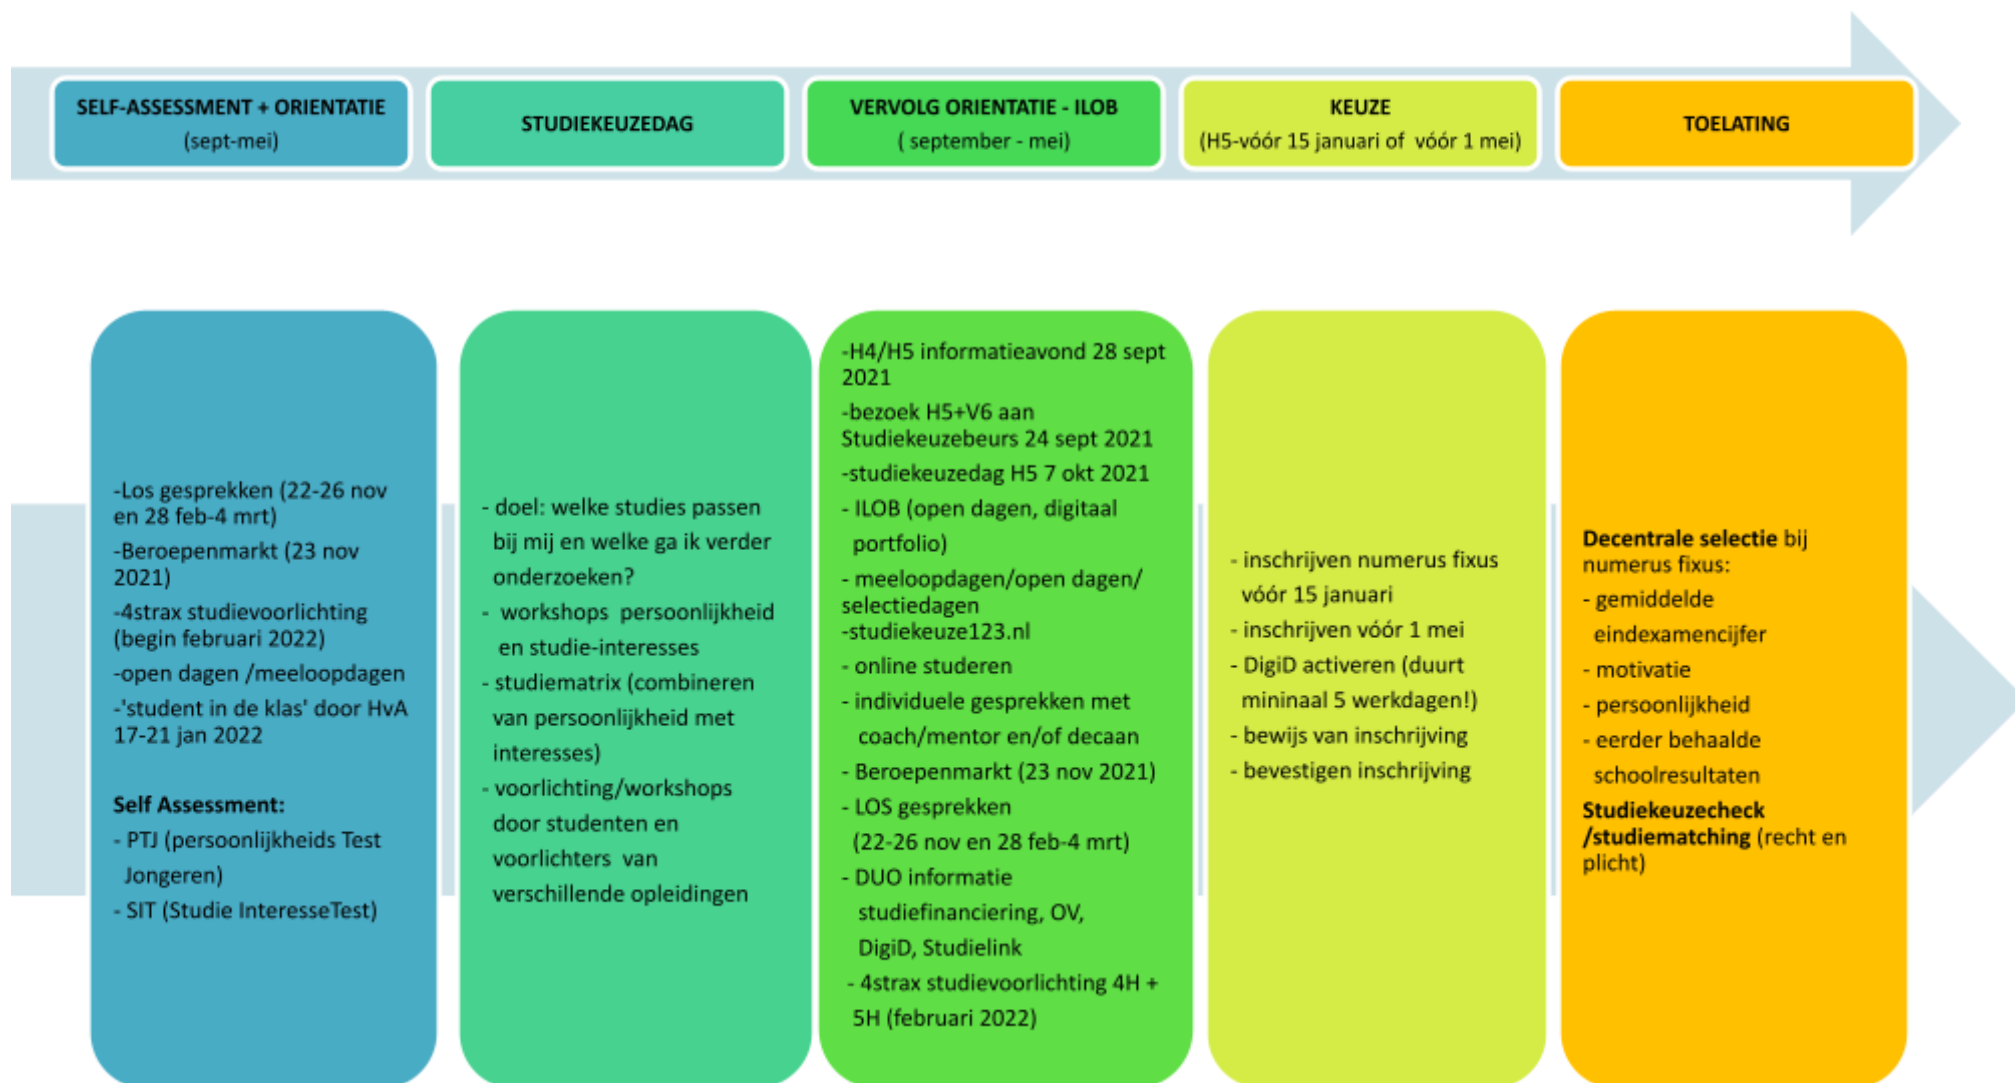 SELF-ASSESSMENT + ORIENTATIE
(sept-mei)
STUDIEKEUZEDAG
VERVOLG ORIENTATIE - ILOB
( september - mei)
KEUZE
(H5-vóór 15 januari of vóór 1 mei)
TOELATING
-Los gesprekken (22-26 nov
en 28 feb-4 mrt)
-Beroepenmarkt (23 nov
2021)
-4strax studievoorlichting
(begin februari 2022)
-open dagen /meeloopdagen
-'student in de klas' door HvA
17-21 jan 2022
Self Assessment:
- PTJ (persoonlijkheids Test
Jongeren)
- SIT (Studie InteresseTest)
- doel: welke studies passen
bij mij en welke ga ik verder
onderzoeken?
- workshops persoonlijkheid
en studie-interesses
- studiematrix (combineren
van persoonlijkheid met
interesses)
- voorlichting/workshops
door studenten en
voorlichters van
verschillende opleidingen
-H4/H5 informatieavond 28 sept
2021
-bezoek H5+V6 aan
Studiekeuzebeurs 24 sept 2021
-studiekeuzedag H5 7 okt 2021
- ILOB (open dagen, digitaal
portfolio)
- meeloopdagen/open dagen/
selectiedagen
-studiekeuze123.nl
- online studeren
- individuele gesprekken met
coach/mentor en/of decaan
- Beroepenmarkt (23 nov 2021)
- LOS gesprekken
(22-26 nov en 28 feb-4 mrt)
- DUO informatie
studiefinanciering, OV,
DigiD, Studielink
- 4strax studievoorlichting 4H +
5H (februari 2022)
- inschrijven numerus fixus
vóór 15 januari
- inschrijven vóór 1 mei
- DigiD activeren (duurt
mininaal 5 werkdagen!)
- bewijs van inschrijving
- bevestigen inschrijving
Decentrale selectie bij
numerus fixus:
- gemiddelde
eindexamencijfer
- motivatie
- persoonlijkheid
- eerder behaalde
schoolresultaten
Studiekeuzecheck
/studiematching (recht en
plicht)